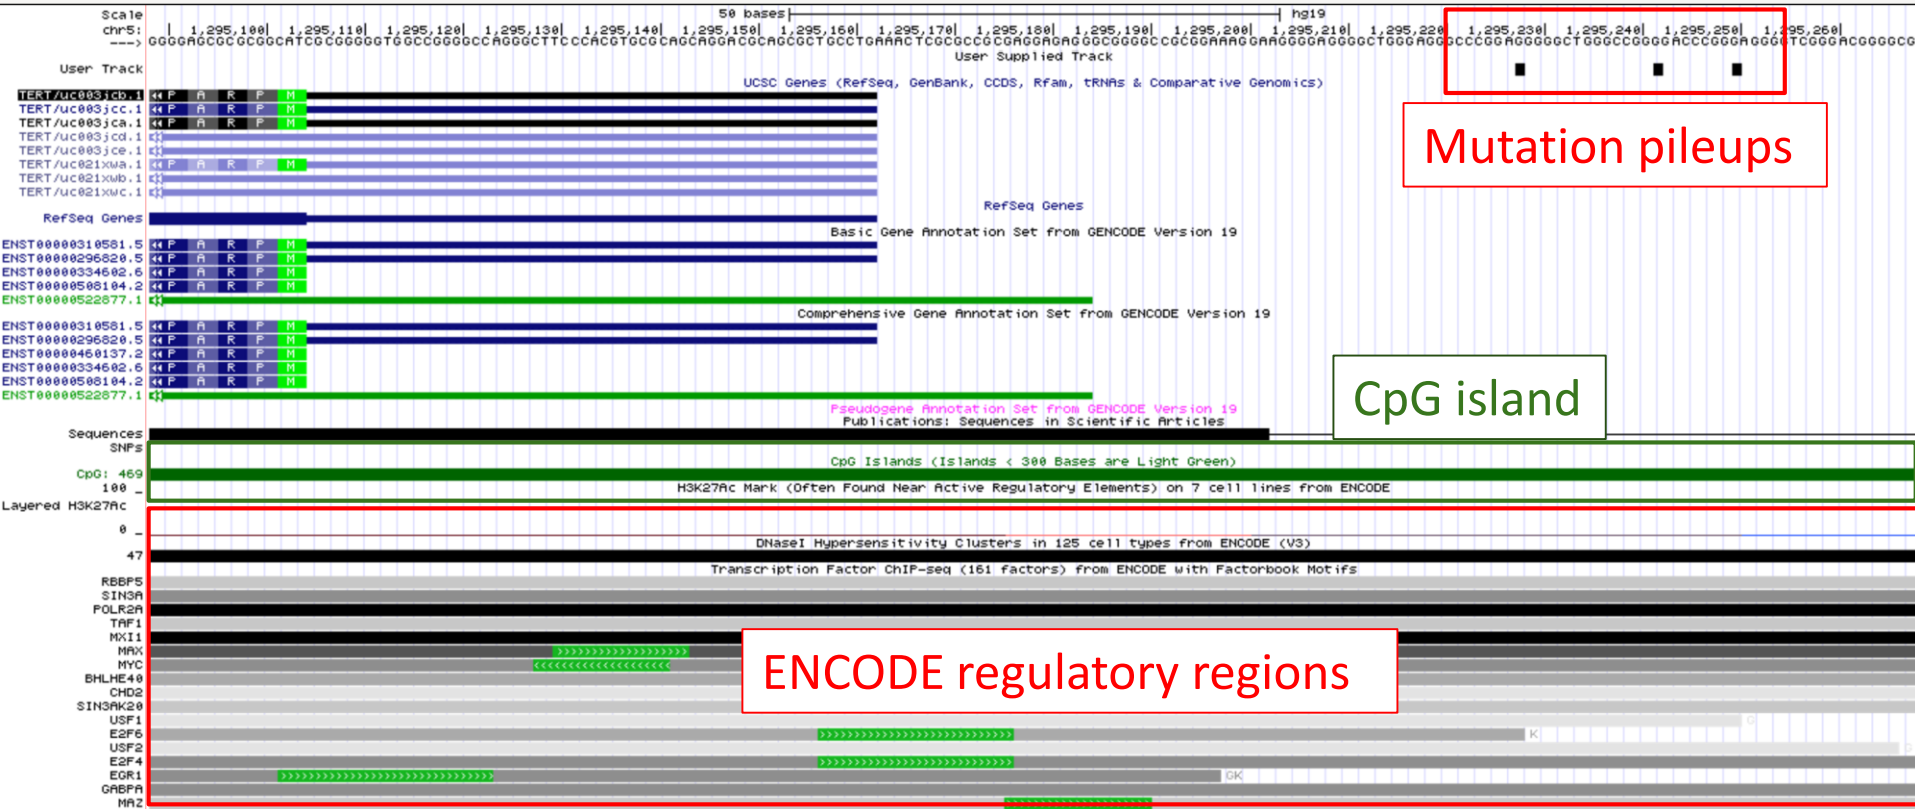 Scale 50 bases hg19
chr5: 1,295,100 1,295,110 1,295,120 1,295,130 1,295,140 1,295,150 1,295,160 1,295,170 1,295,180 1,295,190 1,295,200 1,295,210 1,295,220 1,295,230 1,295,240 1,295,250 1,295,260
--->
User Supplied Track
User Track
Mutation pileups
UCSC Genes (RefSeq, GenBank, CCDS, Rfam, tRNAs & Comparative Genomics)
TERT/uc003jcb.1 P A R P M
TERT/uc003jcc.1 P A R P M
TERT/uc003jca.1 P A R P M
TERT/uc003jcd.1
TERT/uc003jce.1
TERT/uc021xwa.1 P A R P M
TERT/uc021xwb.1
TERT/uc021xwc.1
RefSeq Genes
RefSeq Genes
Basic Gene Annotation Set from GENCODE Version 19
ENST00000310581.5 P A R P M
ENST00000296820.5 P A R P M
ENST00000334602.6 P A R P M
ENST00000508104.2 P A R P M
ENST00000522877.1
Comprehensive Gene Annotation Set from GENCODE Version 19
ENST00000310581.5 P A R P M
ENST00000296820.5 P A R P M
ENST00000460137.2 P A R P M
ENST00000334602.6 P A R P M
ENST00000508104.2 P A R P M
ENST00000522877.1
CpG island
Pseudogene Annotation Set from GENCODE Version 19
Publications: Sequences in Scientific Articles
Sequences
SNPs
CpG Islands (Islands < 300 Bases are Light Green)
CpG: 469
H3K27Ac Mark (Often Found Near Active Regulatory Elements) on 7 cell lines from ENCODE
100 _
Layered H3K27Ac
0 _
DNaseI Hypersensitivity Clusters in 125 cell types from ENCODE (V3)
47
Transcription Factor ChIP-seq (161 factors) from ENCODE with Factorbook Motifs
RBBP5
SIN3A
POLR2A
TAF1
MXI1
MAX
MYC
ENCODE regulatory regions
BHLHE40
CHD2
SIN3AK20
USF1 G
E2F6 K
USF2 G
E2F4
EGR1 GK
GABPA
MAZ